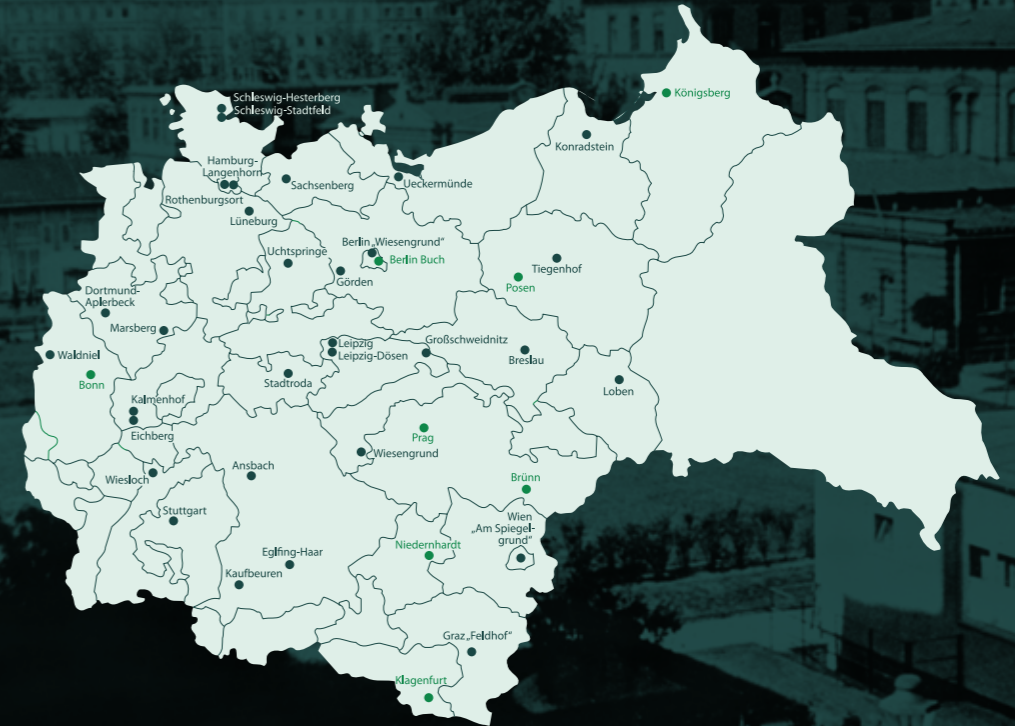 Königsberg
Schleswig-Hesterberg
Schleswig-Stadtfeld
Konradstein
Hamburg-
Langenhorn
Rothenburgsort
Sachsenberg
Ueckermünde
Lüneburg
Uchtspringe
Berlin „Wiesengrund“
Berlin Buch
Görden
Tiegenhof
Posen
Dortmund-
Aplerbeck
Marsberg
Waldniel
Bonn
Leipzig
Leipzig-Dösen
Großschweidnitz
Breslau
Stadtroda
Loben
Kalmenhof
Eichberg
Prag
Wiesengrund
Wiesloch
Ansbach
Brünn
Stuttgart
Wien
„Am Spiegel-
grund“
Niedernhardt
Eglfing-Haar
Kaufbeuren
Graz „Feldhof“
Klagenfurt